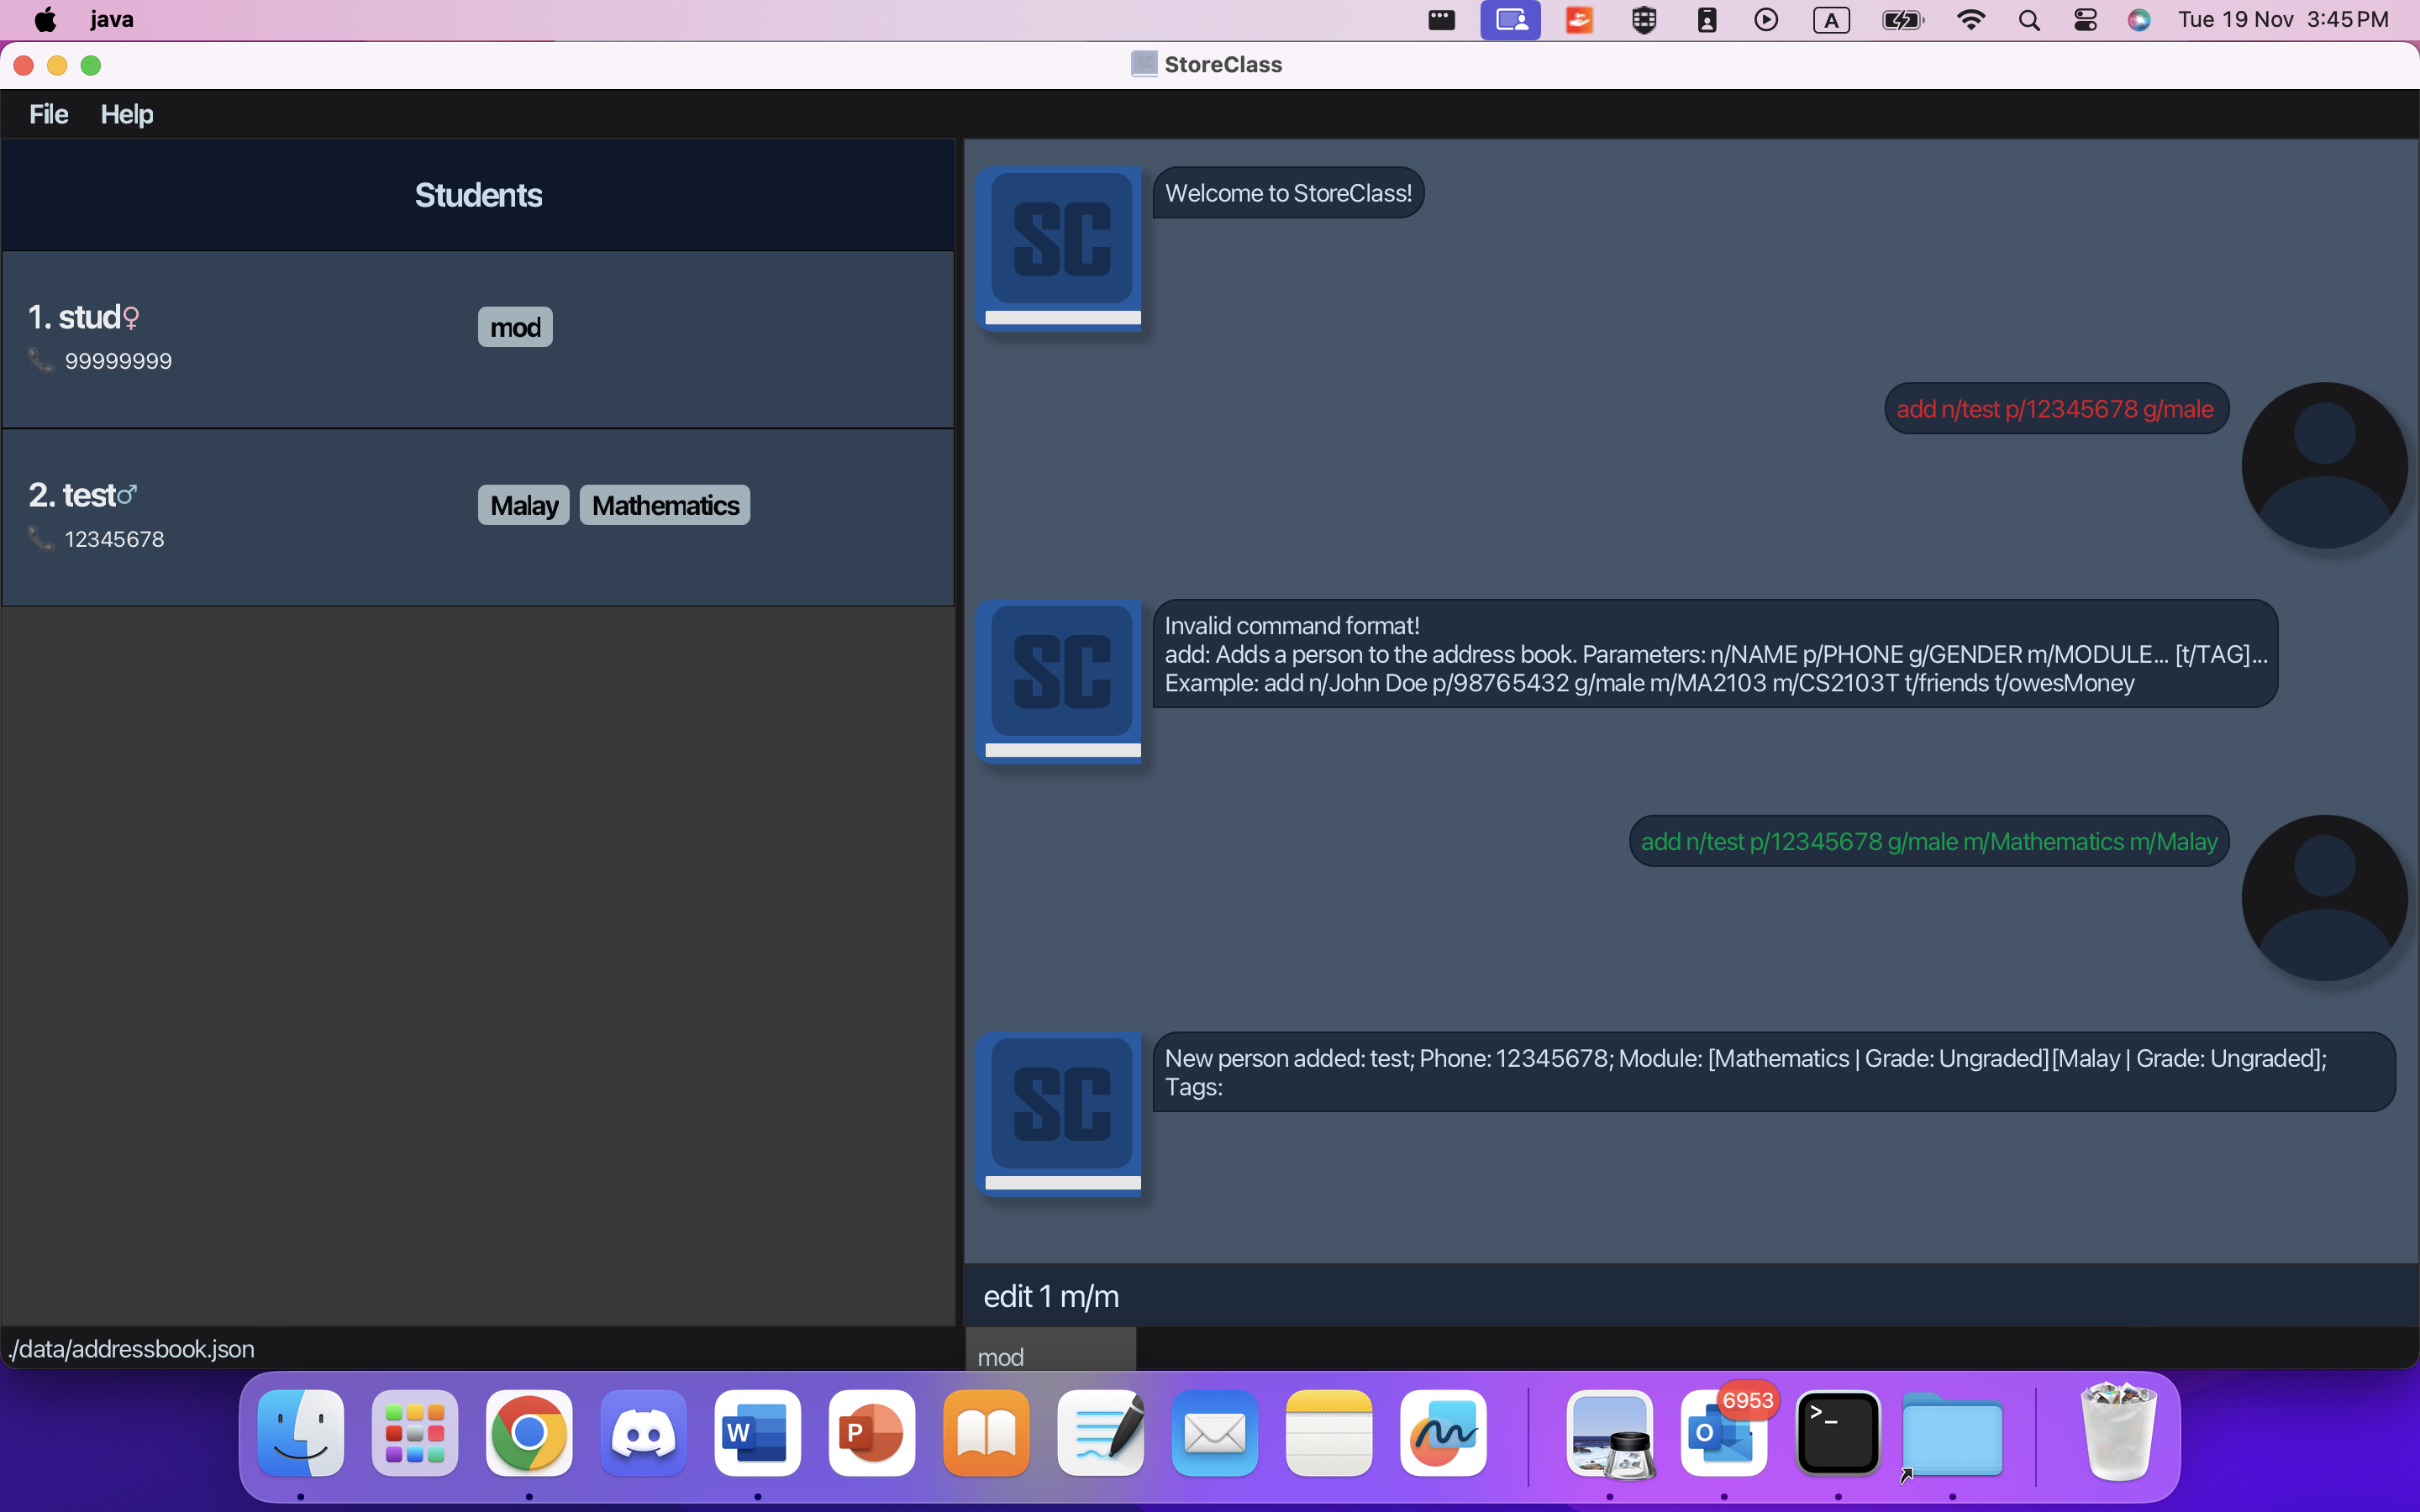 java
A
Tue 19 Nov 3:45 PM
StoreClass
File Help
Students
1. stud♀
mod
99999999
2. test♂
Malay Mathematics
12345678
SC
Welcome to StoreClass!
add n/test p/12345678 g/male
SC
Invalid command format!
add: Adds a person to the address book. Parameters: n/NAME p/PHONE g/GENDER m/MODULE... [t/TAG]...
Example: add n/John Doe p/98765432 g/male m/MA2103 m/CS2103T t/friends t/owesMoney
add n/test p/12345678 g/male m/Mathematics m/Malay
SC
New person added: test; Phone: 12345678; Module: [Mathematics | Grade: Ungraded][Malay | Grade: Ungraded];
Tags:
edit 1 m/m
./data/addressbook.json
mod
W
P
O
6953
>_